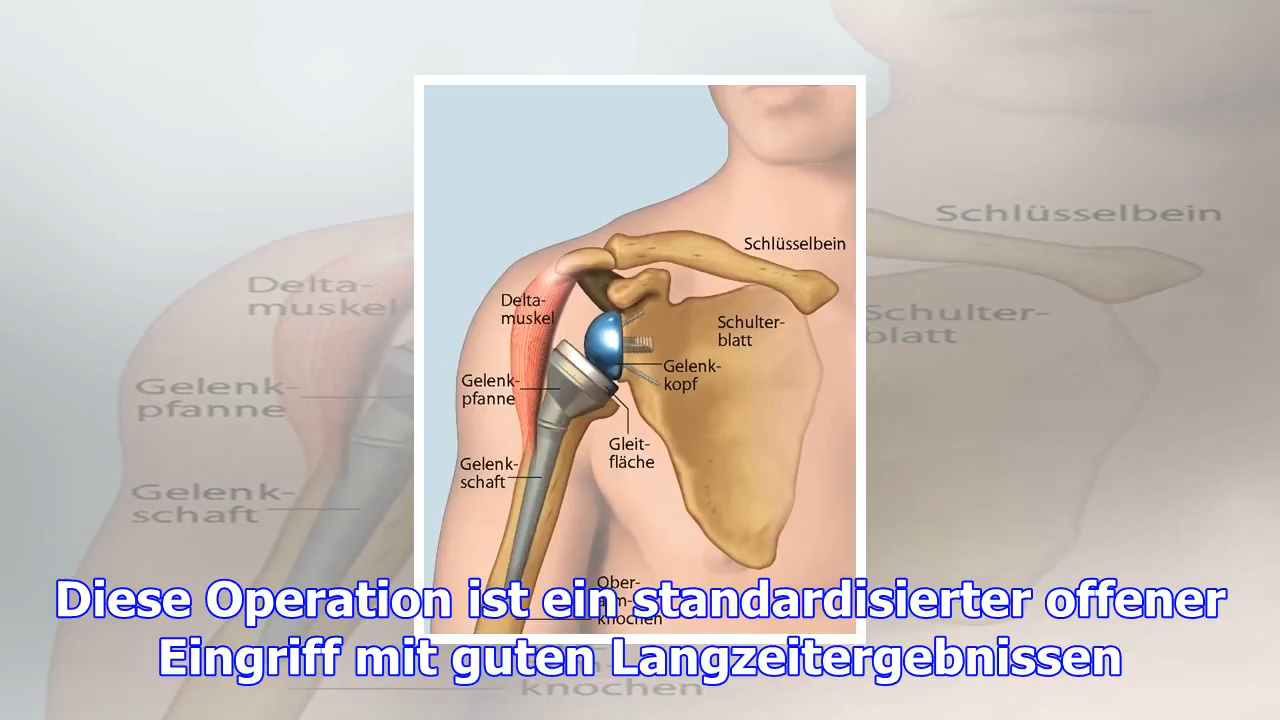 Schlüsselbein
Delta-
muskel
Schulter-
blatt
Gelenk-
kopf
Gelenk-
pfanne
Gleit-
fläche
Gelenk-
schaft
Ober-
arm-
knochen
Schlüsselbein
Delta-
muskel
Schulter-
blatt
Gelenk-
pfanne
Gelenk-
schaft
knochen
Diese Operation ist ein standardisierter offener
Eingriff mit guten Langzeitergebnissen